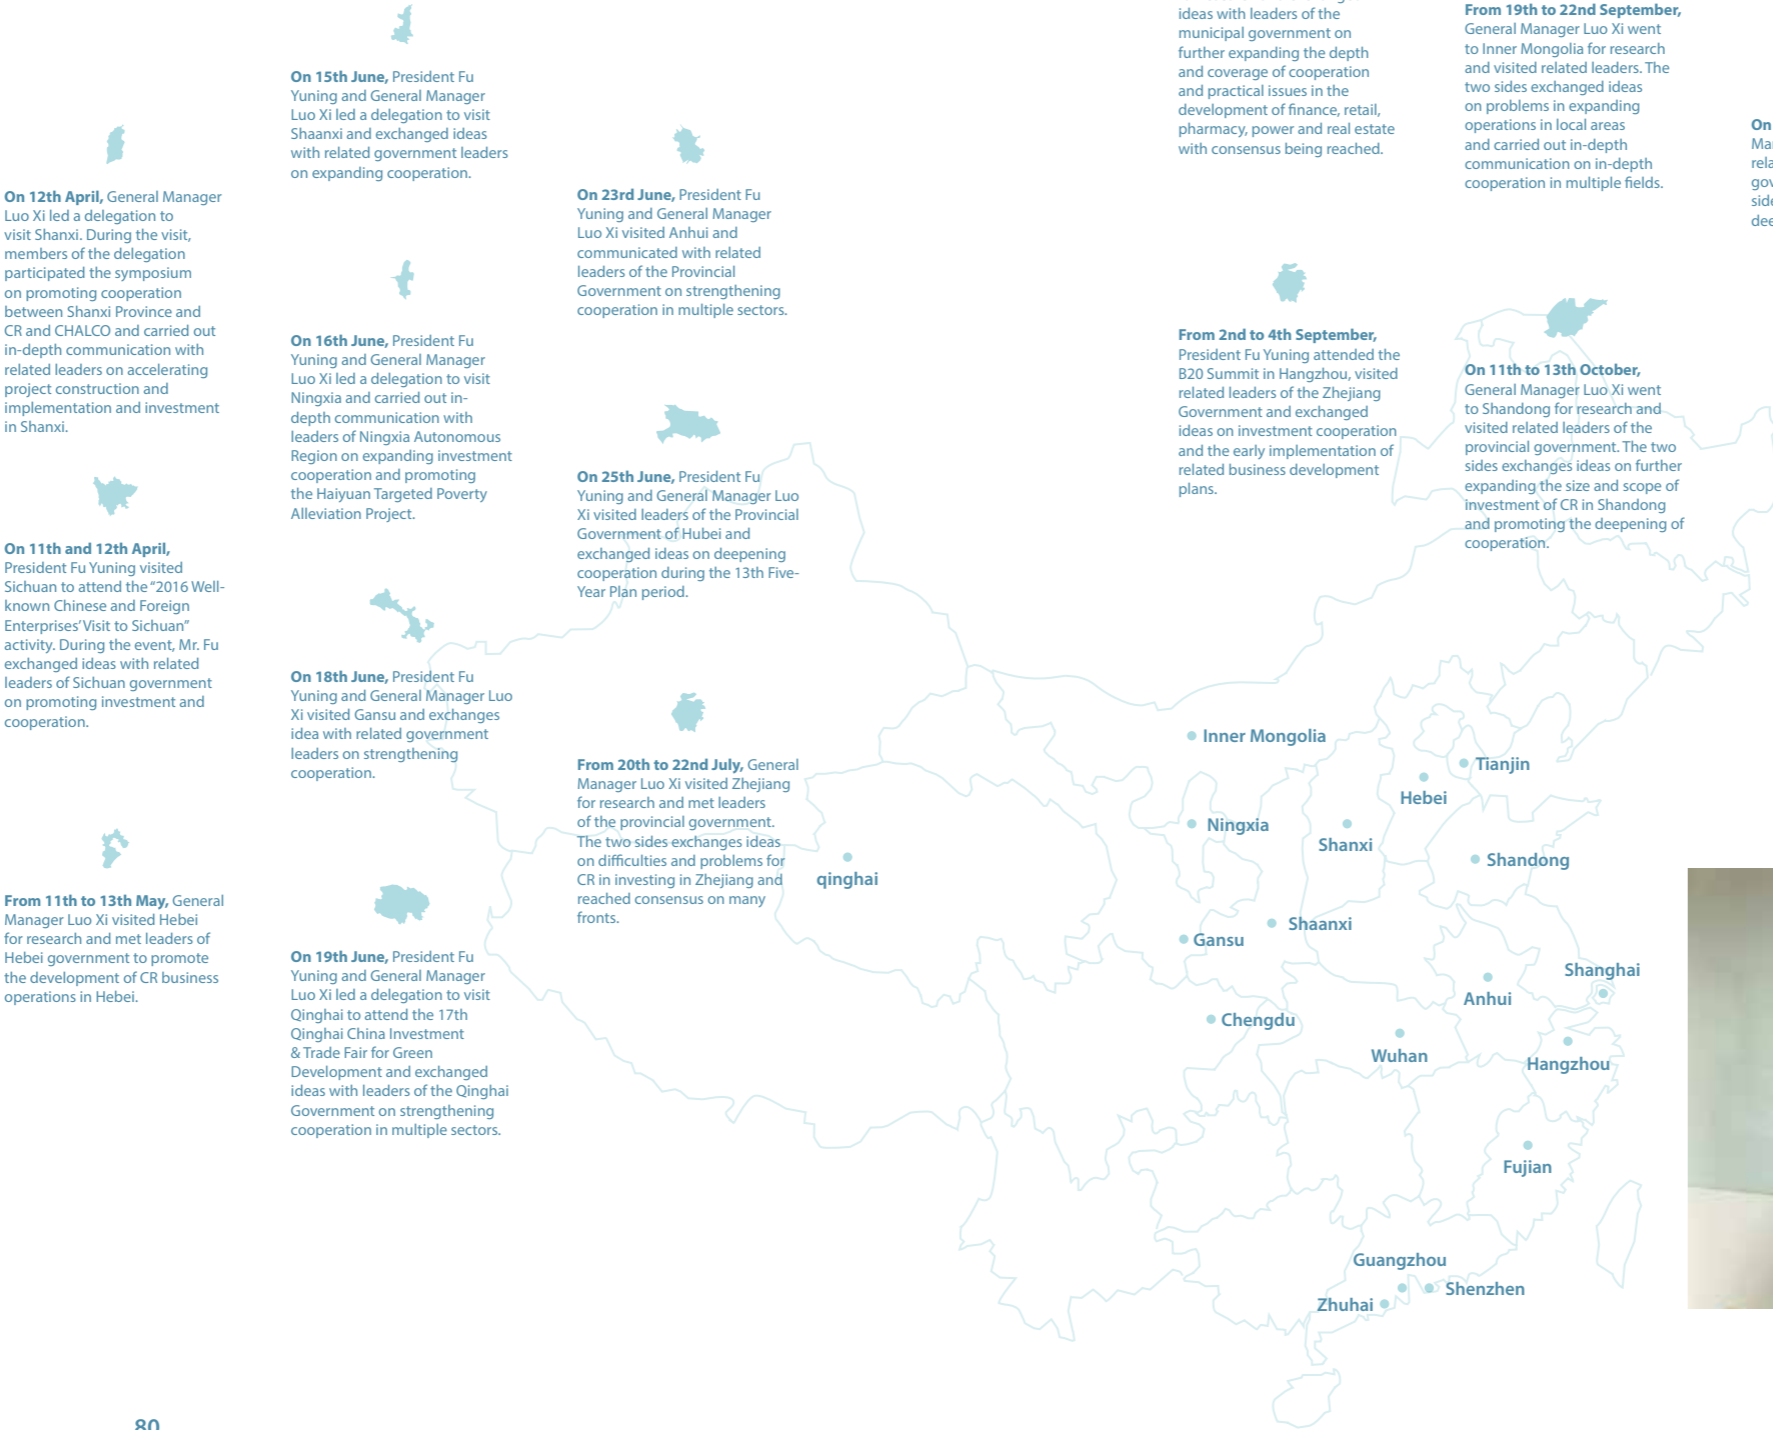 On 12th April, General Manager
Luo Xi led a delegation to
visit Shanxi. During the visit,
members of the delegation
participated the symposium
on promoting cooperation
between Shanxi Province and
CR and CHALCO and carried out
in-depth communication with
related leaders on accelerating
project construction and
implementation and investment
in Shanxi.
On 11th and 12th April,
President Fu Yuning visited
Sichuan to attend the “2016 Well-
known Chinese and Foreign
Enterprises’ Visit to Sichuan”
activity. During the event, Mr. Fu
exchanged ideas with related
leaders of Sichuan government
on promoting investment and
cooperation.
From 11th to 13th May, General
Manager Luo Xi visited Hebei
for research and met leaders of
Hebei government to promote
the development of CR business
operations in Hebei.
On 15th June, President Fu
Yuning and General Manager
Luo Xi led a delegation to visit
Shaanxi and exchanged ideas
with related government leaders
on expanding cooperation.
On 16th June, President Fu
Yuning and General Manager
Luo Xi led a delegation to visit
Ningxia and carried out in-
depth communication with
leaders of Ningxia Autonomous
Region on expanding investment
cooperation and promoting
the Haiyuan Targeted Poverty
Alleviation Project.
On 18th June, President Fu
Yuning and General Manager Luo
Xi visited Gansu and exchanges
idea with related government
leaders on strengthening
cooperation.
On 19th June, President Fu
Yuning and General Manager
Luo Xi led a delegation to visit
Qinghai to attend the 17th
Qinghai China Investment
& Trade Fair for Green
Development and exchanged
ideas with leaders of the Qinghai
Government on strengthening
cooperation in multiple sectors.
On 23rd June, President Fu
Yuning and General Manager
Luo Xi visited Anhui and
communicated with related
leaders of the Provincial
Government on strengthening
cooperation in multiple sectors.
On 25th June, President Fu
Yuning and General Manager Luo
Xi visited leaders of the Provincial
Government of Hubei and
exchanged ideas on deepening
cooperation during the 13th Five-
Year Plan period.
From 20th to 22nd July, General
Manager Luo Xi visited Zhejiang
for research and met leaders
of the provincial government.
The two sides exchanges ideas
on difficulties and problems for
CR in investing in Zhejiang and
reached consensus on many
fronts.
ideas with leaders of the
municipal government on
further expanding the depth
and coverage of cooperation
and practical issues in the
development of finance, retail,
pharmacy, power and real estate
with consensus being reached.
From 2nd to 4th September,
President Fu Yuning attended the
B20 Summit in Hangzhou, visited
related leaders of the Zhejiang
Government and exchanged
ideas on investment cooperation
and the early implementation of
related business development
plans.
From 19th to 22nd September,
General Manager Luo Xi went
to Inner Mongolia for research
and visited related leaders. The
two sides exchanged ideas
on problems in expanding
operations in local areas
and carried out in-depth
communication on in-depth
cooperation in multiple fields.
On 11th to 13th October,
General Manager Luo Xi went
to Shandong for research and
visited related leaders of the
provincial government. The two
sides exchanges ideas on further
expanding the size and scope of
investment of CR in Shandong
and promoting the deepening of
cooperation.
On
Inner Mongolia
Tianjin
Hebei
Ningxia
Shanxi
Shandong
qinghai
Shaanxi
Gansu
Shanghai
Anhui
Chengdu
Wuhan
Hangzhou
Fujian
Guangzhou
Shenzhen
Zhuhai
80